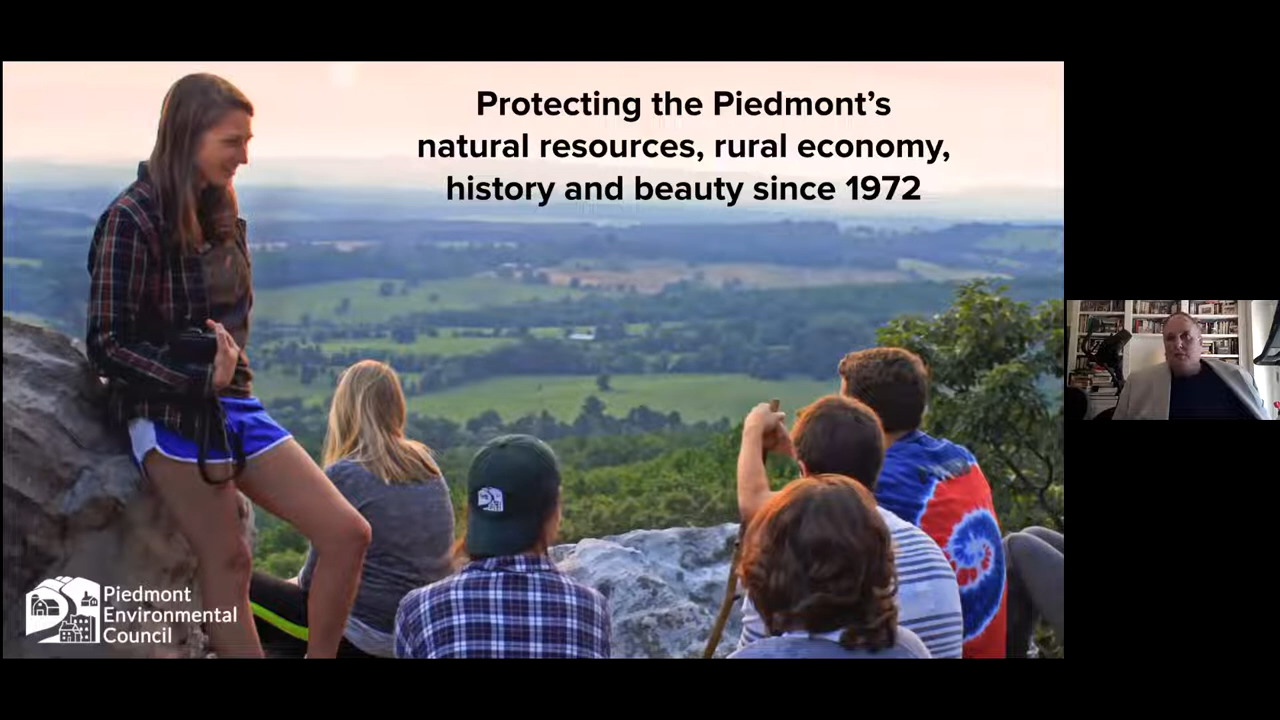 Protecting the Piedmont’s
natural resources, rural economy,
history and beauty since 1972
Piedmont
Environmental
Council